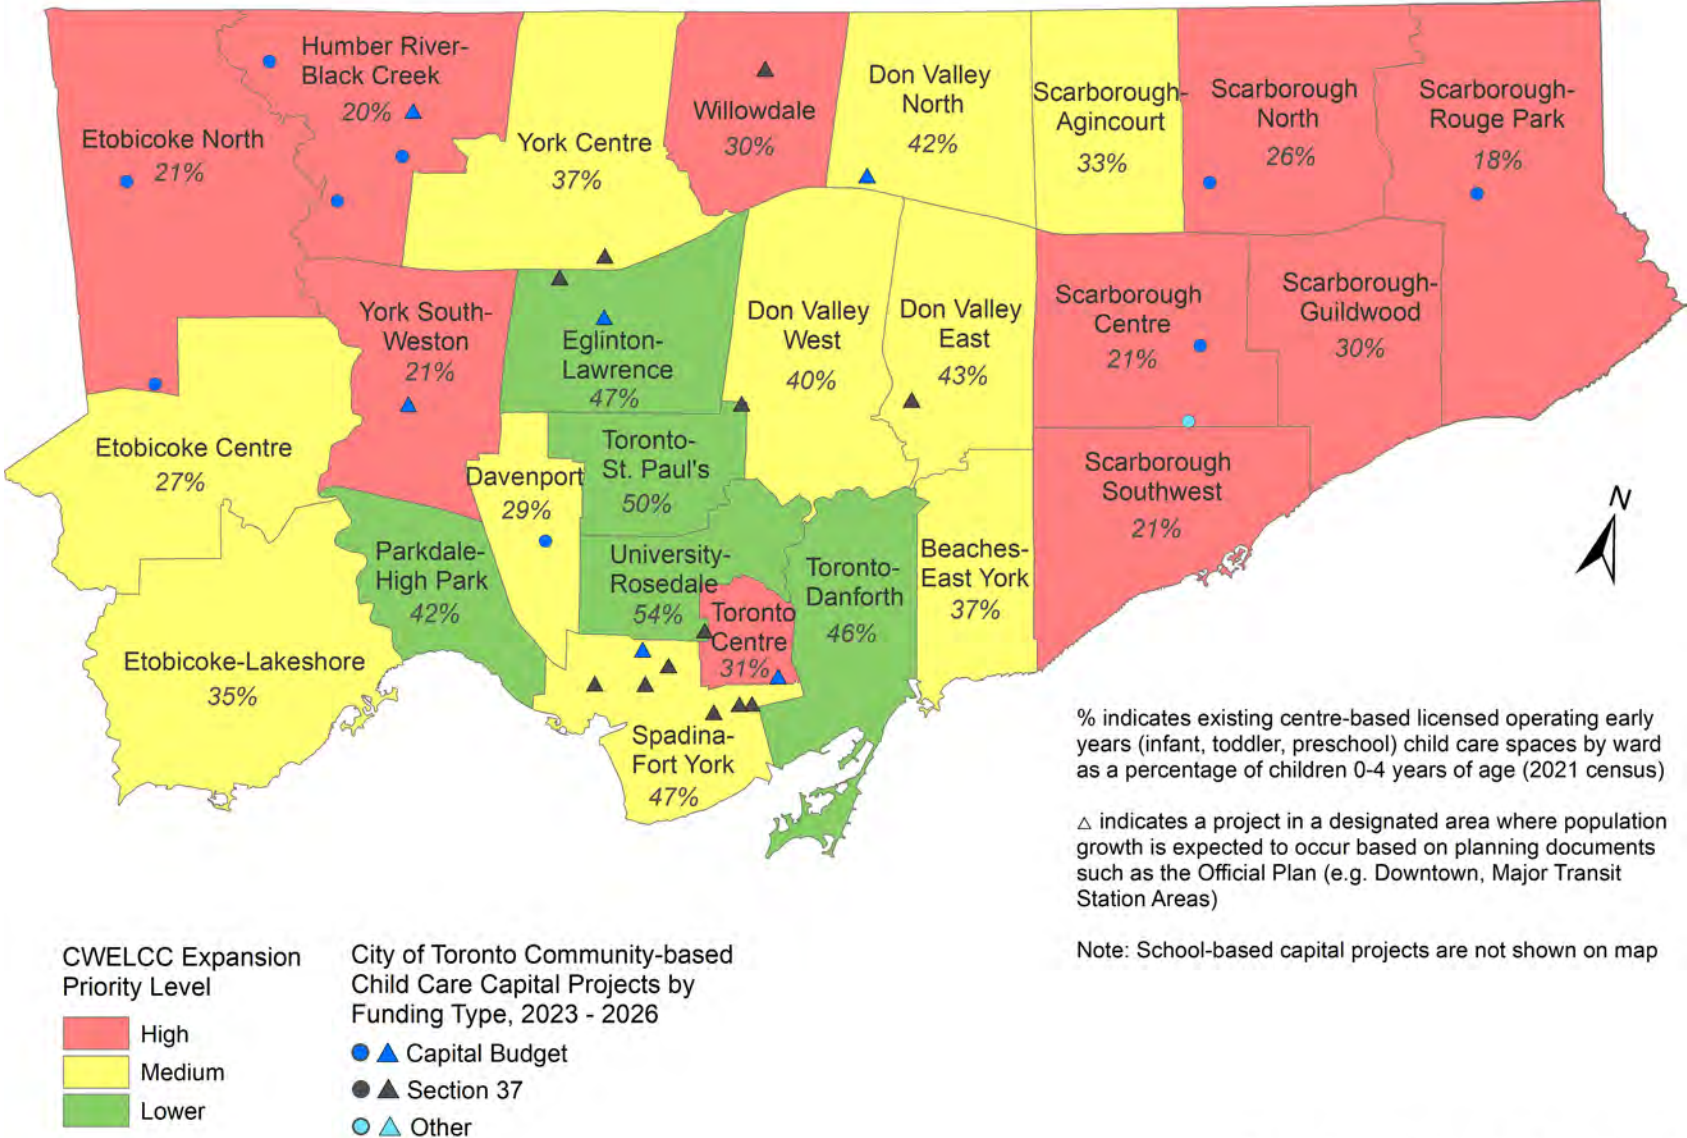 Humber River-
Black Creek
20%
Etobicoke North
21%
York Centre
37%
Willowdale
30%
Don Valley
North
42%
Scarborough-
Agincourt
33%
Scarborough
North
26%
Scarborough-
Rouge Park
18%
York South-
Weston
21%
Eglinton-
Lawrence
47%
Don Valley
West
40%
Don Valley
East
43%
Scarborough
Centre
21%
Scarborough-
Guildwood
30%
Etobicoke Centre
27%
Davenport
29%
Toronto-
St. Paul's
50%
Scarborough
Southwest
21%
Parkdale-
High Park
42%
University-
Rosedale
54%
Toronto
Centre
31%
Toronto-
Danforth
46%
Beaches-
East York
37%
Etobicoke-Lakeshore
35%
Spadina-
Fort York
47%
N
% indicates existing centre-based licensed operating early
years (infant, toddler, preschool) child care spaces by ward
as a percentage of children 0-4 years of age (2021 census)
△ indicates a project in a designated area where population
growth is expected to occur based on planning documents
such as the Official Plan (e.g. Downtown, Major Transit
Station Areas)
Note: School-based capital projects are not shown on map
CWELCC Expansion
Priority Level
High
Medium
Lower
City of Toronto Community-based
Child Care Capital Projects by
Funding Type, 2023 - 2026
Capital Budget
Section 37
Other